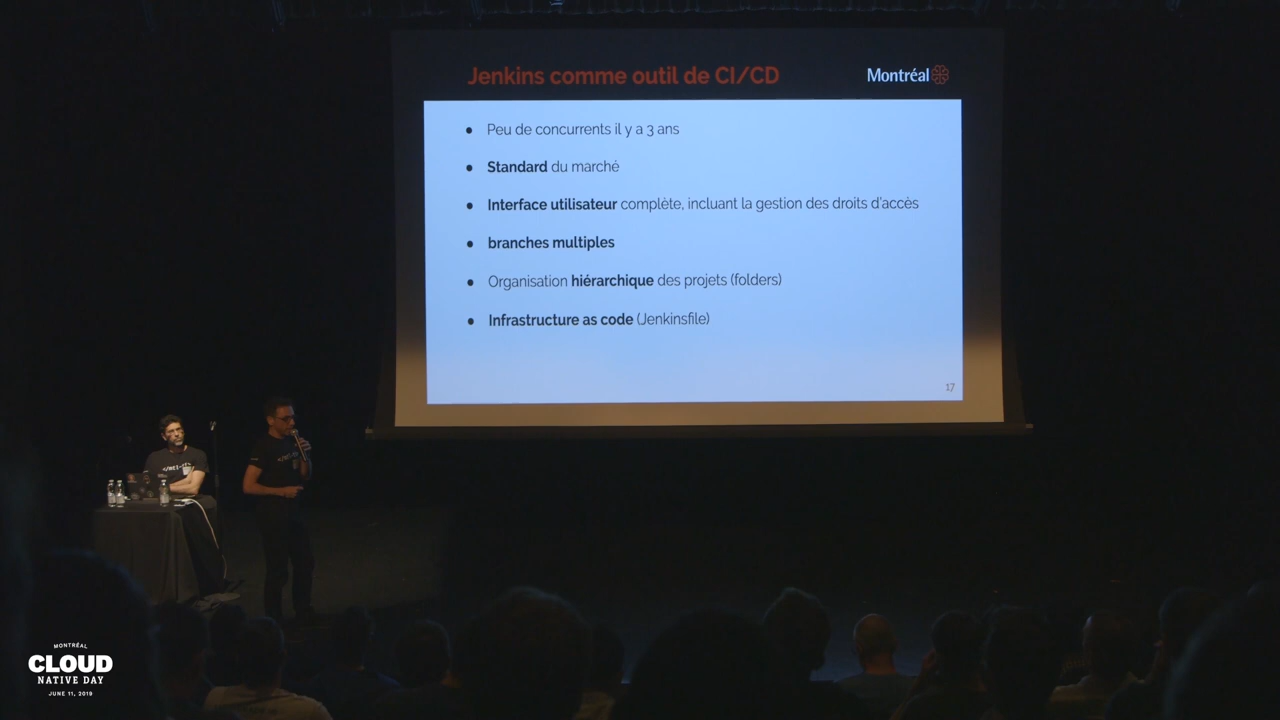 Jenkins comme outil de CI/CD
Montréal
● Peu de concurrents il y a 3 ans
● Standard du marché
● Interface utilisateur complète, incluant la gestion des droits d'accès
● branches multiples
● Organisation hiérarchique des projets (folders)
● Infrastructure as code (Jenkinsfile)
17
MONTRÉAL
CLOUD
NATIVE DAY
JUNE 11, 2019